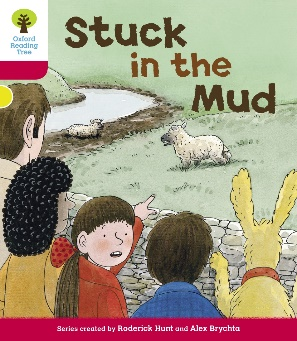 Oxford
Reading
Tree
Stuck
in the
Mud
Series created by Roderick Hunt and Alex Brychta